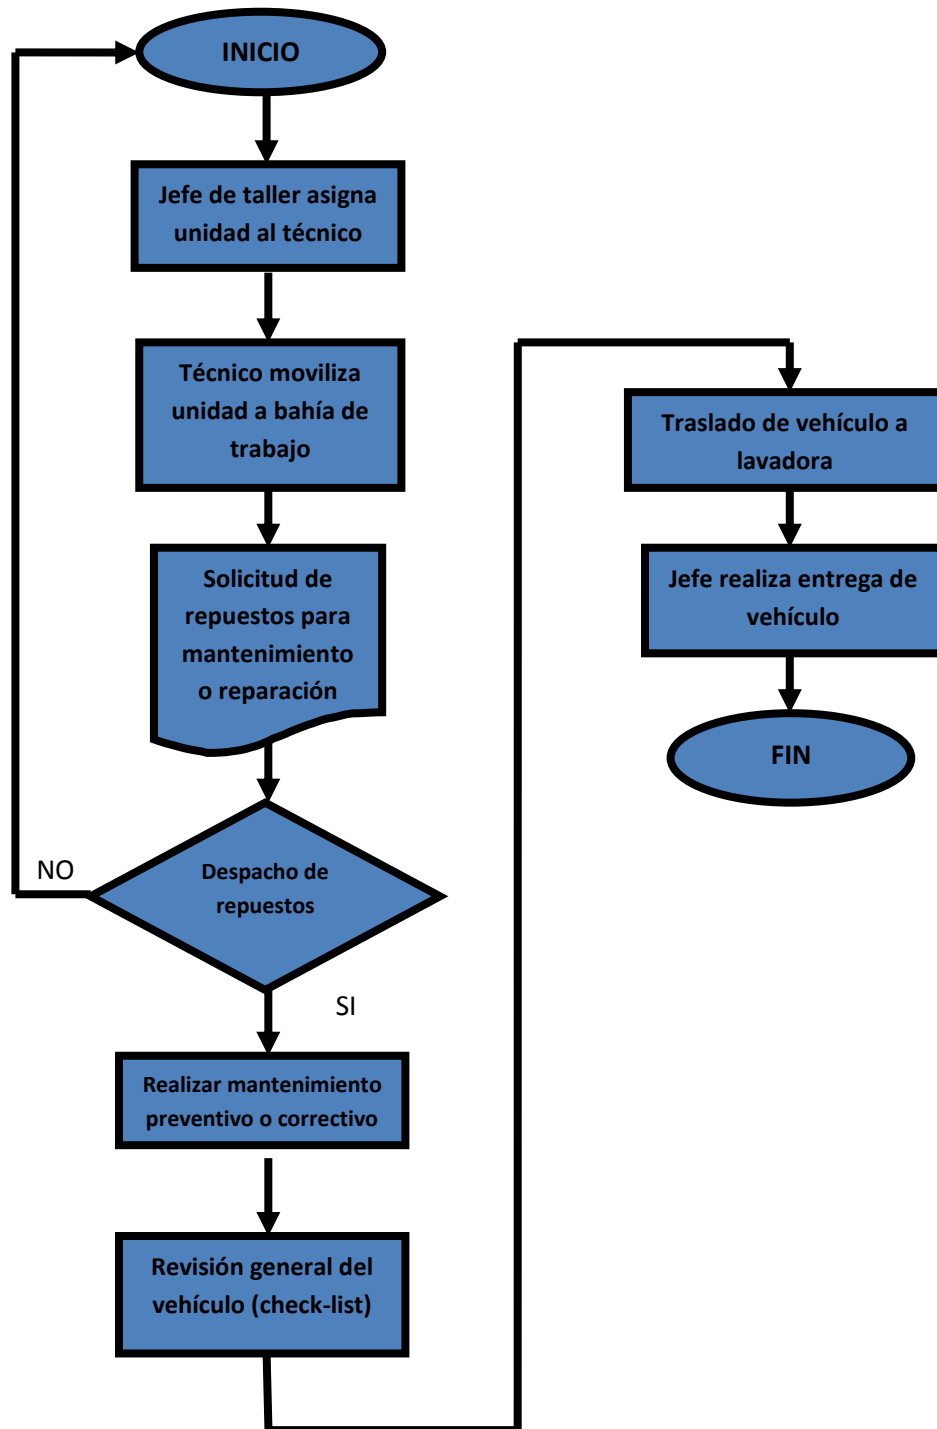 INICIO
Jefe de taller asigna
unidad al técnico
Técnico moviliza
unidad a bahía de
trabajo
Solicitud de
repuestos para
mantenimiento
o reparación
Despacho de
repuestos
NO
SI
Realizar mantenimiento
preventivo o correctivo
Revisión general del
vehículo (check-list)
Traslado de vehículo a
lavadora
Jefe realiza entrega de
vehículo
FIN